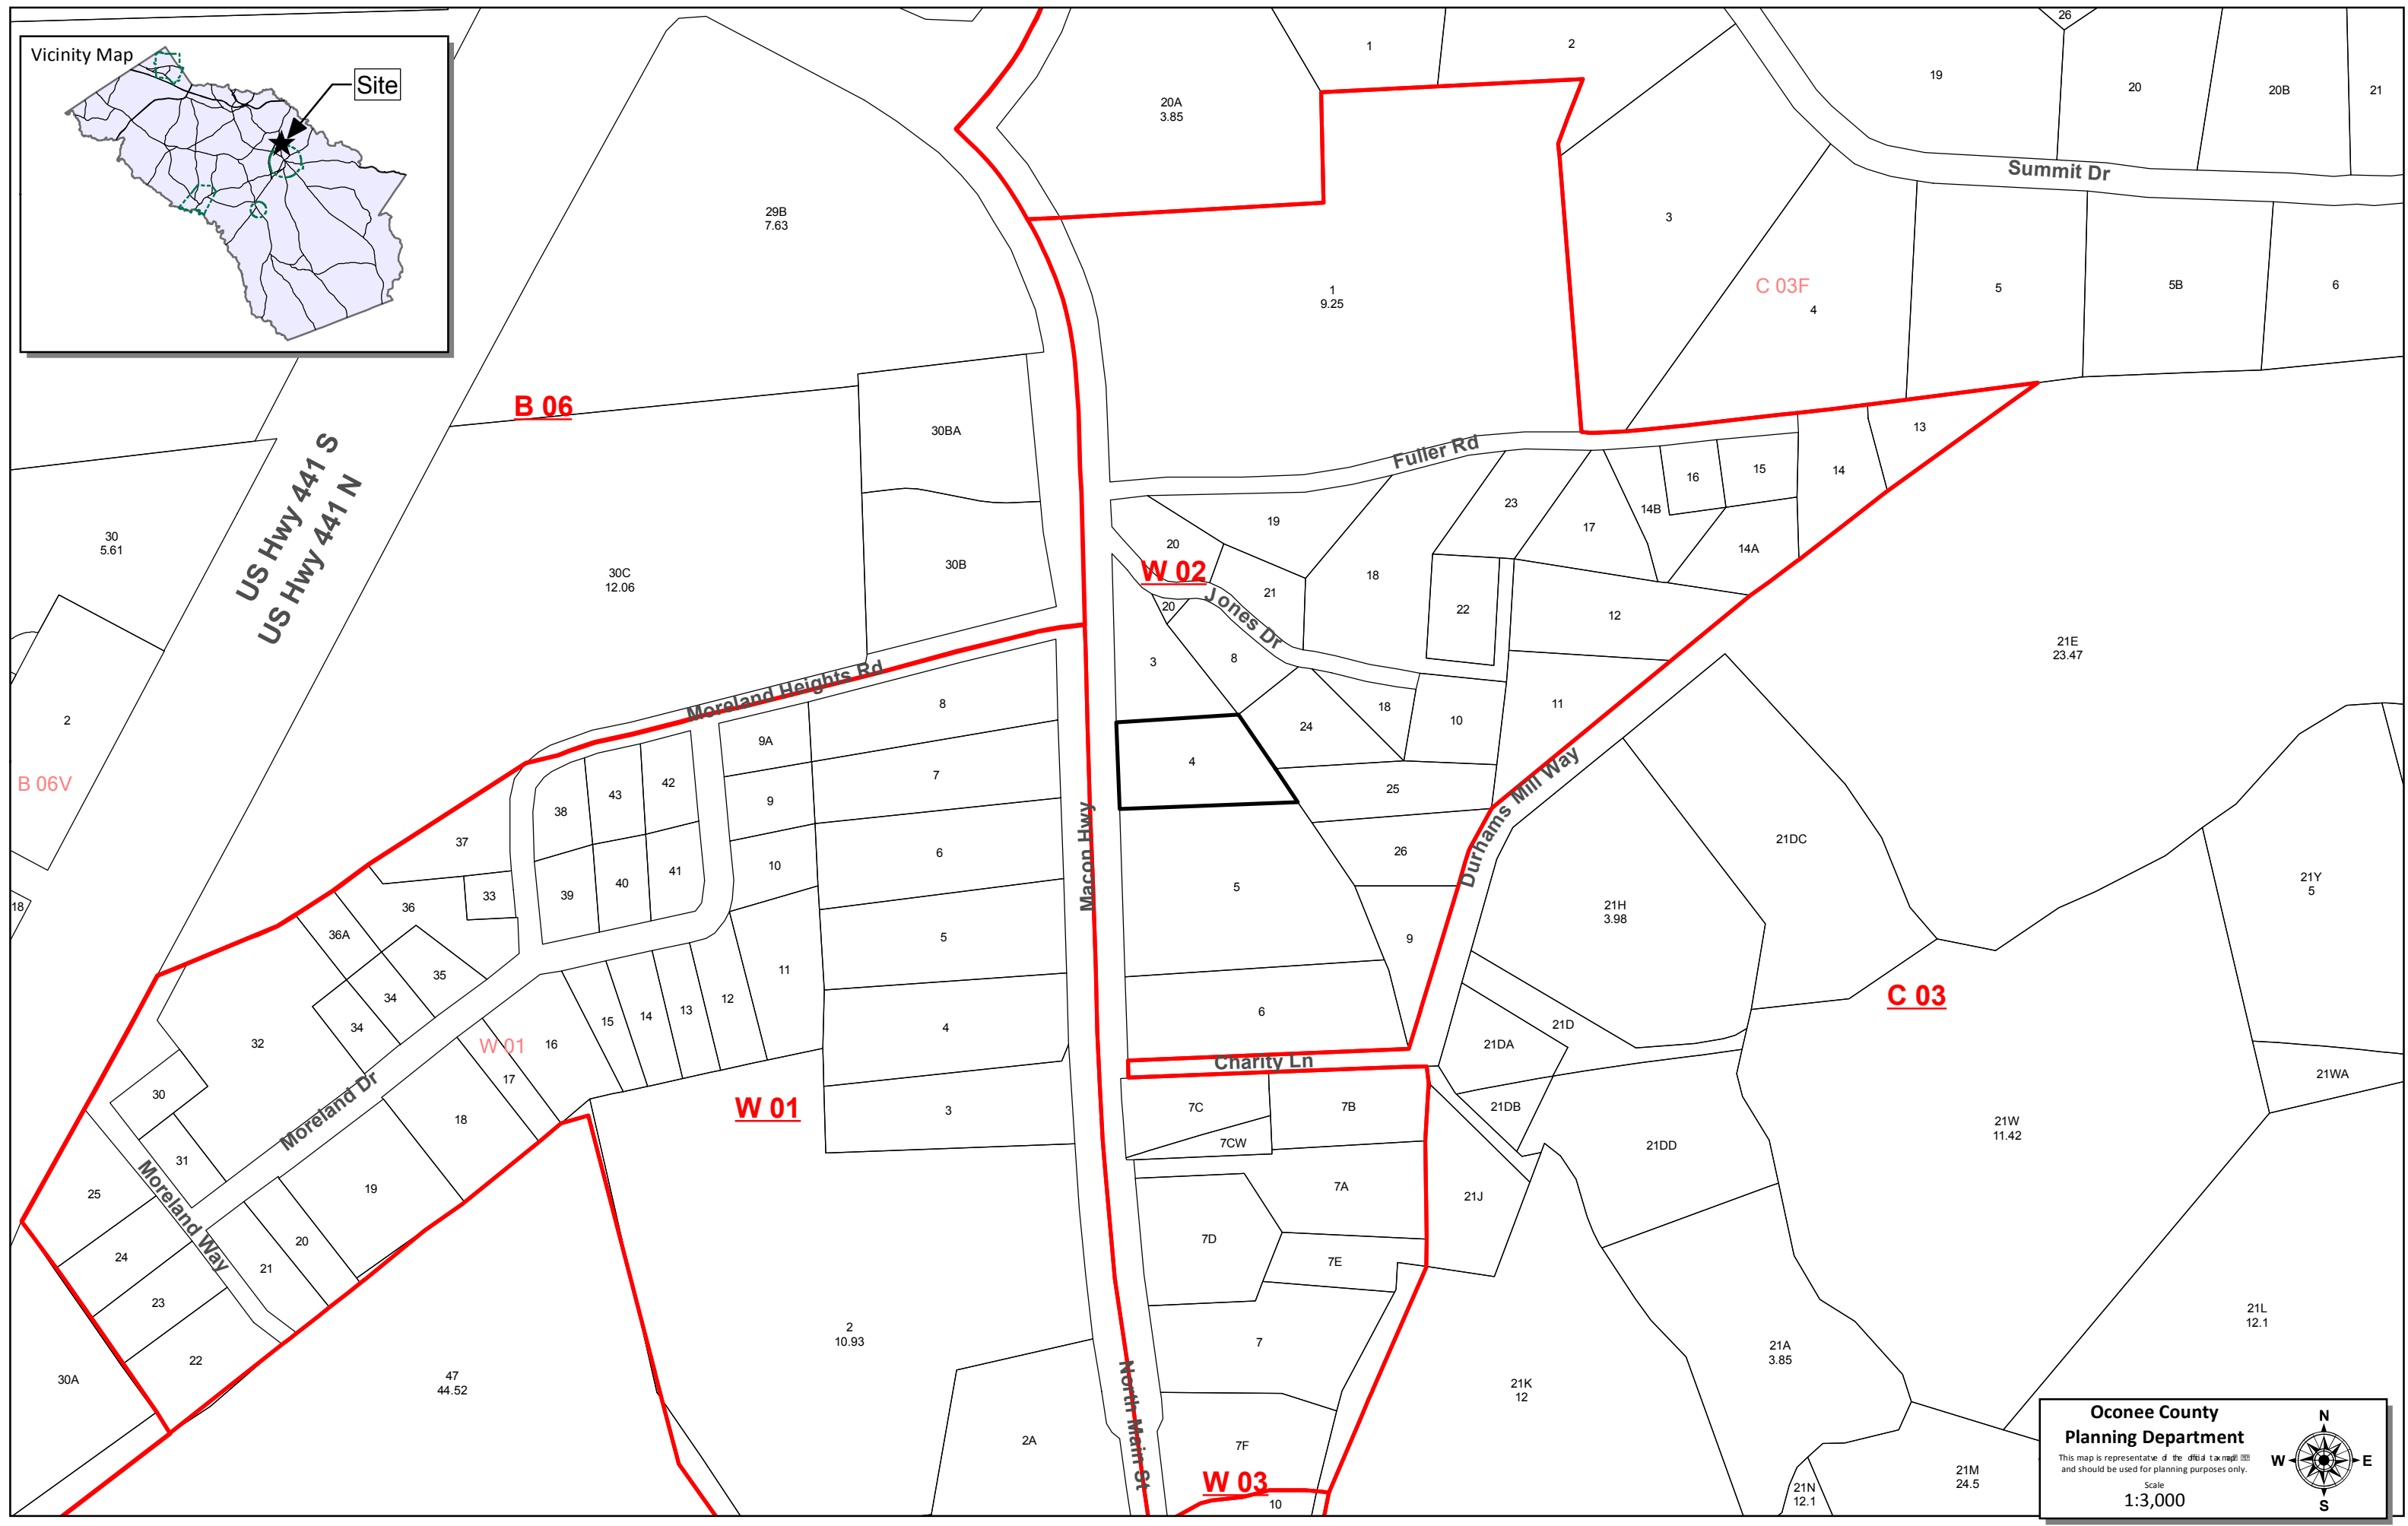 Vicinity Map
Site
26
1
2
19
20
20B
21
20A
3.85
Summit Dr
29B
7.63
3
C 03F
4
5
5B
6
1
9.25
B 06
30BA
Fuller Rd
13
US Hwy 441 S
US Hwy 441 N
30
5.61
23
16
15
14
14B
17
14A
19
20
W 02
30C
12.06
30B
18
21
20
Jones Dr
22
12
21E
23.47
3
8
Moreland Heights Rd
2
8
24
18
10
11
9A
4
7
B 06V
42
43
38
9
25
Durhams Mill Way
37
Macon Hwy
6
26
21DC
41
40
39
10
33
36
5
21Y
5
21H
3.98
36A
35
34
34
18
11
5
9
C 03
12
13
14
15
16
W 01
32
17
4
6
21D
21DA
Charity Ln
21WA
30
31
Moreland Dr
18
W 01
3
7C
7B
7CW
21DB
21DD
21W
11.42
25
Moreland Way
19
7A
21J
24
20
21
7D
7E
23
22
30A
47
44.52
2
10.93
7
21A
3.85
21L
12.1
21K
12
2A
North Main St
7F
W 03
10
21N
12.1
21M
24.5
Oconee County
Planning Department
and should be used for planning purposes only.
Scale
1:3,000
N
W
E
S